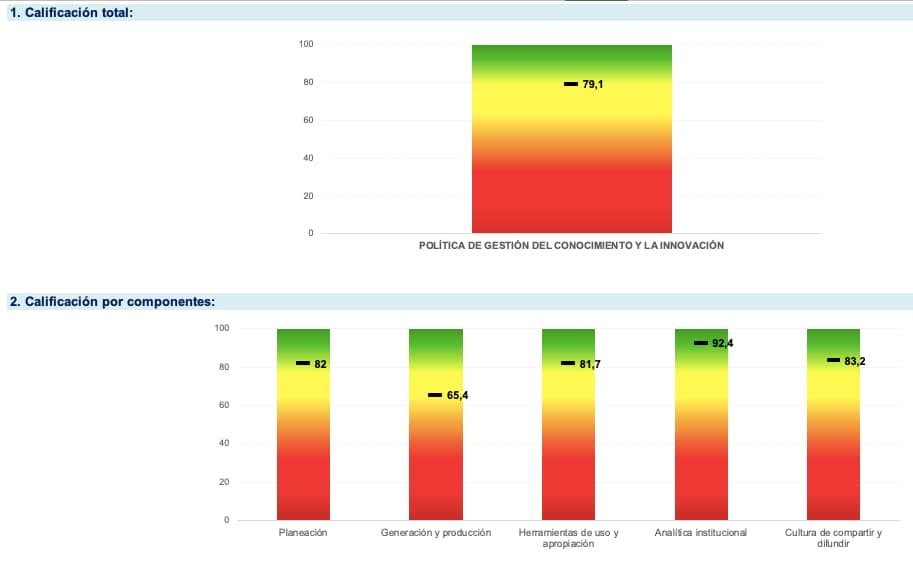 1. Calificación total:
100
80
79,1
60
40
20
0
POLÍTICA DE GESTIÓN DEL CONOCIMIENTO Y LA INNOVACIÓN
2. Calificación por componentes:
100
92,4
80
82
81,7
83,2
65,4
60
40
20
0
Planeación
Generación y producción
Herramientas de uso y
apropiación
Analítica institucional
Cultura de compartir y
difundir